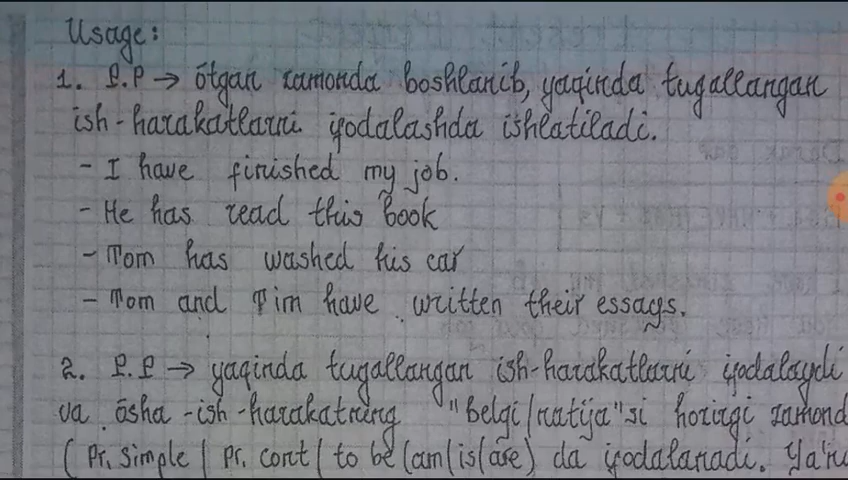 Usage:
1. P.P → o̅tgan zamonda boshlanib, yaqinda tugallangan
ish-harakatlarni ifodalashda ishlatiladi.
- I have finished my job.
- He has read this book
- Tom has washed his car
- Tom and Tim have written their essays.
2. P.P → yaqinda tugallangan ish-harakatlarni ifodalaydi
va o̅sha -ish-harakatning "belgi/natija"si hozirgi zamond
(Pr. simple / Pr. cont / to be (am/is/are) da ifodalanadi. Ya'ni